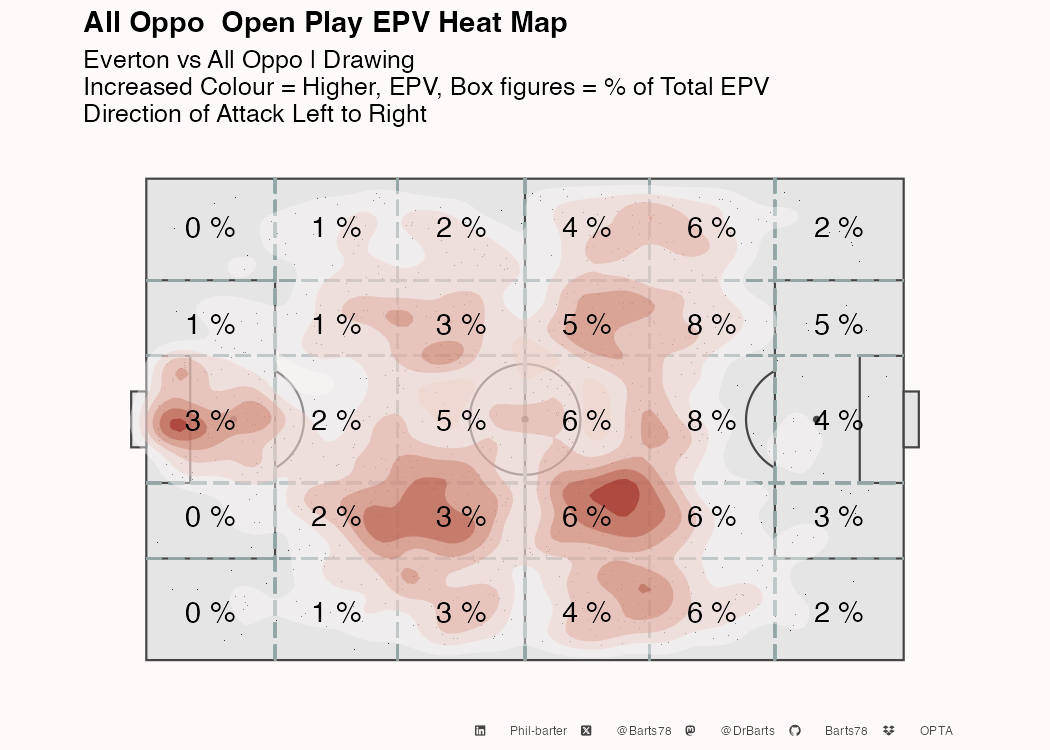 All Oppo  Open Play EPV Heat Map
Everton vs All Oppo | Drawing
Increased Colour = Higher, EPV, Box figures = % of Total EPV
Direction of Attack Left to Right
0 % 1 % 2 % 4 % 6 % 2 %
1 % 1 % 3 % 5 % 8 % 5 %
3 % 2 % 5 % 6 % 8 % 4 %
0 % 2 % 3 % 6 % 6 % 3 %
0 % 1 % 3 % 4 % 6 % 2 %
Phil-barter @Barts78 @DrBarts Barts78 OPTA